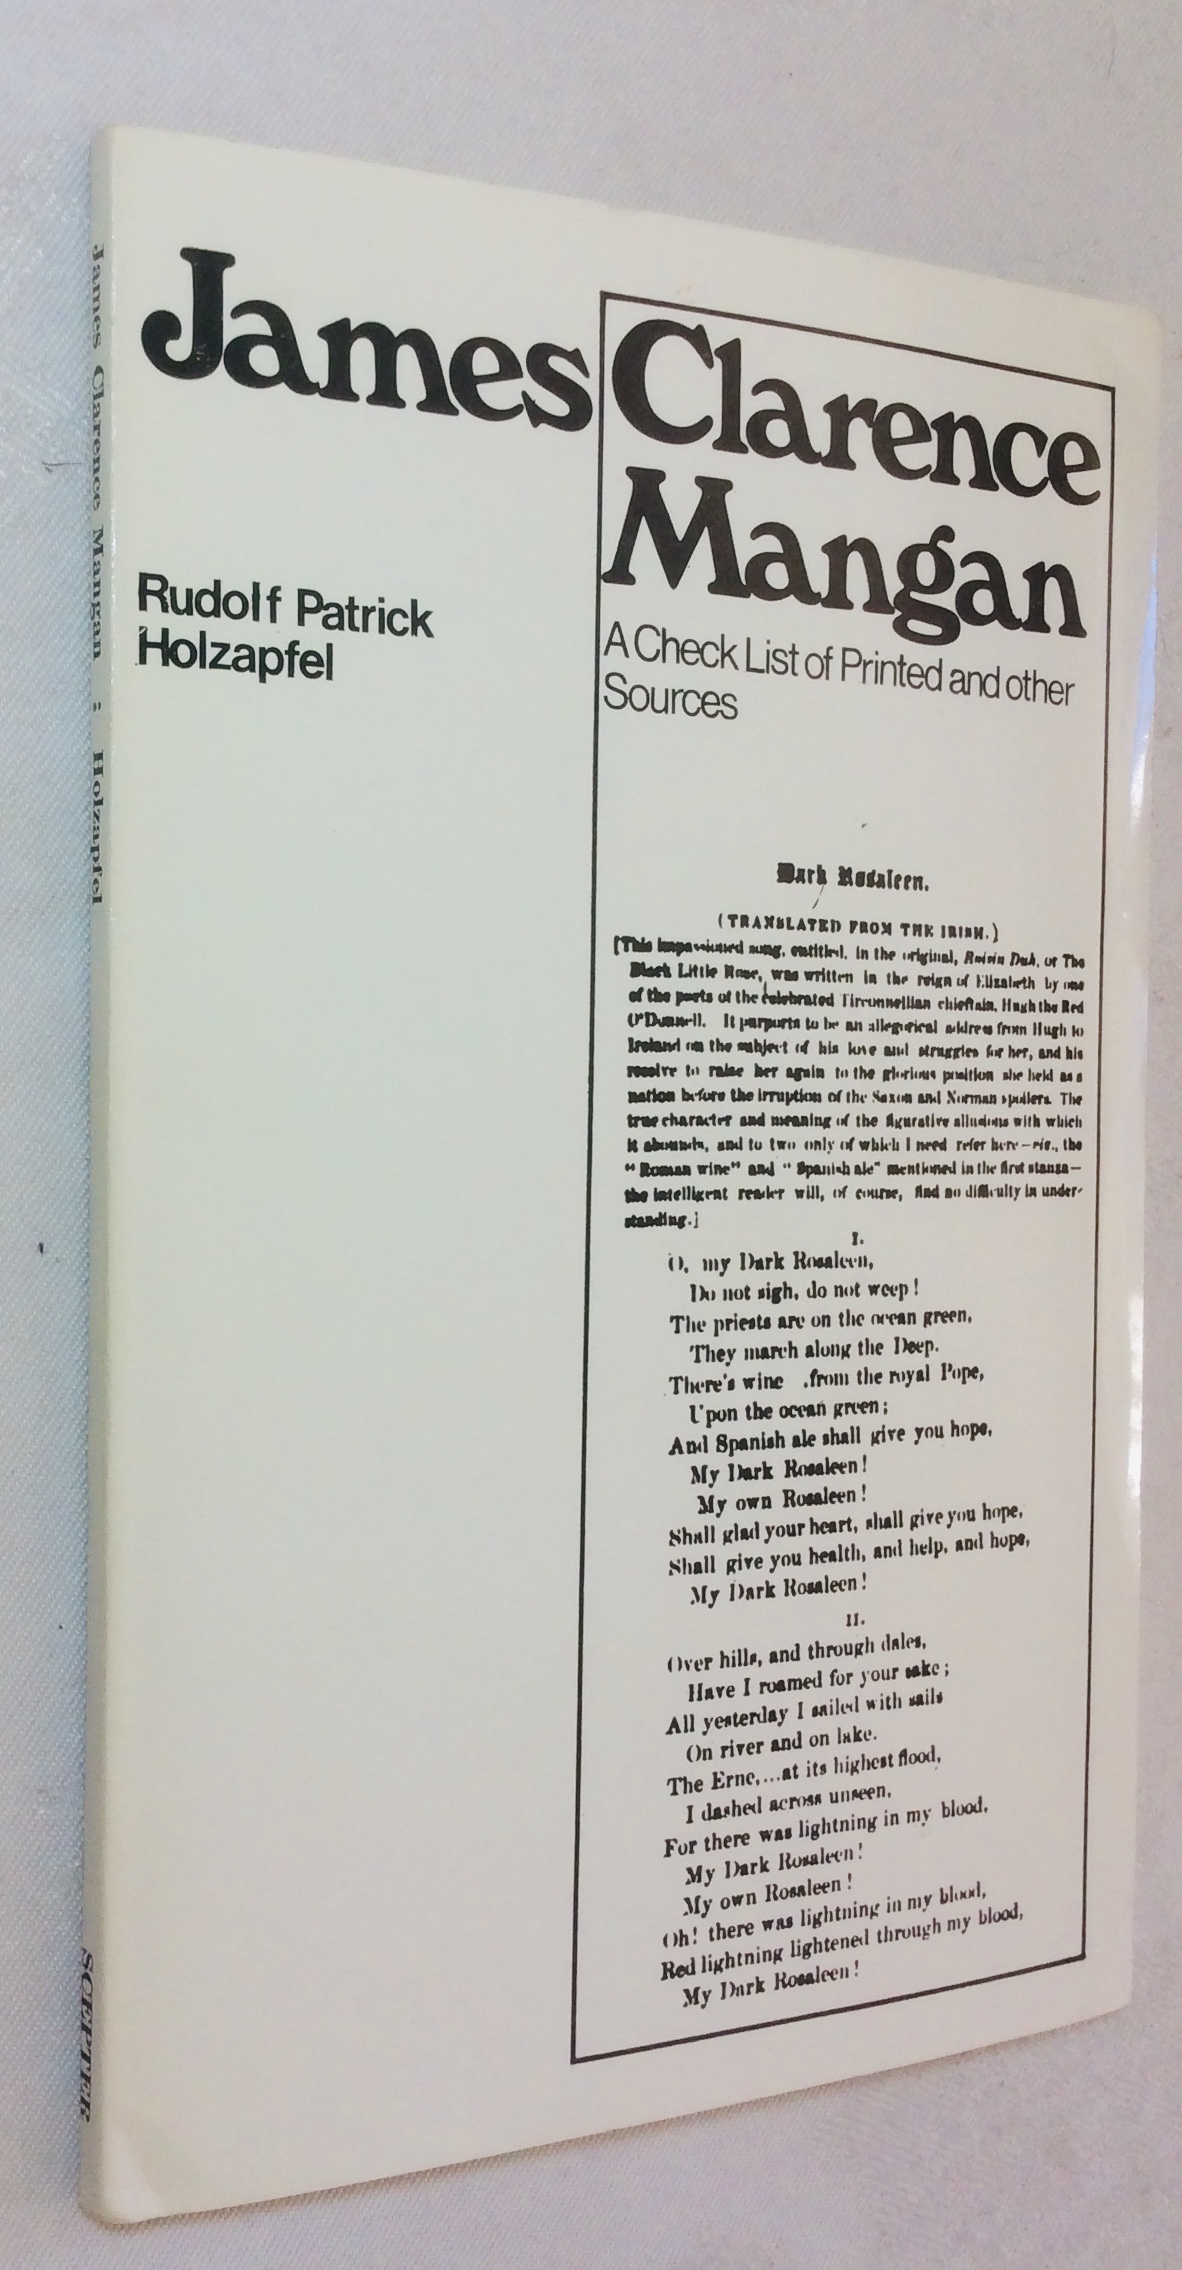 James Clarence Mangan : Holzapfel
SCEPTER
James Clarence
Mangan
Rudolf Patrick
Holzapfel
A Check List of Printed and other
Sources
Dark Rosaleen.
(TRANSLATED FROM THE IRISH.)
[This impassioned song, entitled, in the original, Roisin Duh, or The
Black Little Rose, was written in the reign of Elizabeth by one
of the poets of the celebrated Tirconnellian chieftain, Hugh the Red
O'Donnell. It purports to be an allegorical address from Hugh to
Ireland on the subject of his love and struggles for her, and his
resolve to raise her again to the glorious position she held as a
nation before the irruption of the Saxon and Norman spoilers. The
true character and meaning of the figurative allusions with which
it abounds, and to two only of which I need refer here—viz., the
"Roman wine" and "Spanish ale" mentioned in the first stanza—
the intelligent reader will, of course, find no difficulty in under-
standing.]
I.
O, my Dark Rosaleen,
Do not sigh, do not weep!
The priests are on the ocean green,
They march along the Deep.
There's wine .from the royal Pope,
Upon the ocean green;
And Spanish ale shall give you hope,
My Dark Rosaleen!
My own Rosaleen!
Shall glad your heart, shall give you hope,
Shall give you health, and help, and hope,
My Dark Rosaleen!
II.
Over hills, and through dales,
Have I roamed for your sake;
All yesterday I sailed with sails
On river and on lake.
The Erne,...at its highest flood,
I dashed across unseen,
For there was lightning in my blood,
My Dark Rosaleen!
My own Rosaleen!
Oh! there was lightning in my blood,
Red lightning lightened through my blood,
My Dark Rosaleen!